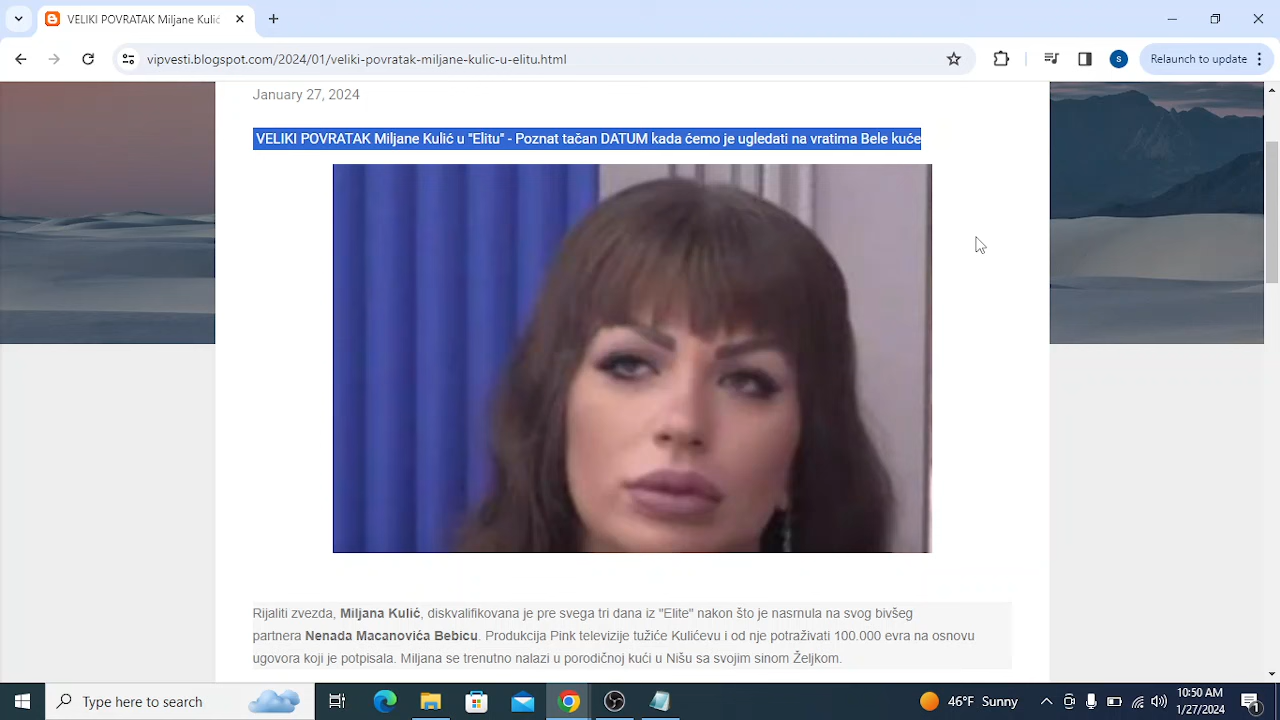 VELIKI POVRATAK Miljane Kulić
vipvesti.blogspot.com/2024/01/veliki-povratak-miljane-kulic-u-elitu.html
S
Relaunch to update
January 27, 2024
VELIKI POVRATAK Miljane Kulić u "Elitu" - Poznat tačan DATUM kada ćemo je ugledati na vratima Bele kuće
Rijaliti zvezda, Miljana Kulić, diskvalifikovana je pre svega tri dana iz "Elite" nakon što je nasrnula na svog bivšeg
partnera Nenada Macanovića Bebicu. Produkcija Pink televizije tužiće Kulićevu i od nje potraživati 100.000 evra na osnovu
ugovora koji je potpisala. Miljana se trenutno nalazi u porodičnoj kući u Nišu sa svojim sinom Željkom.
Type here to search
46°F Sunny
5:50 AM
1/27/2024